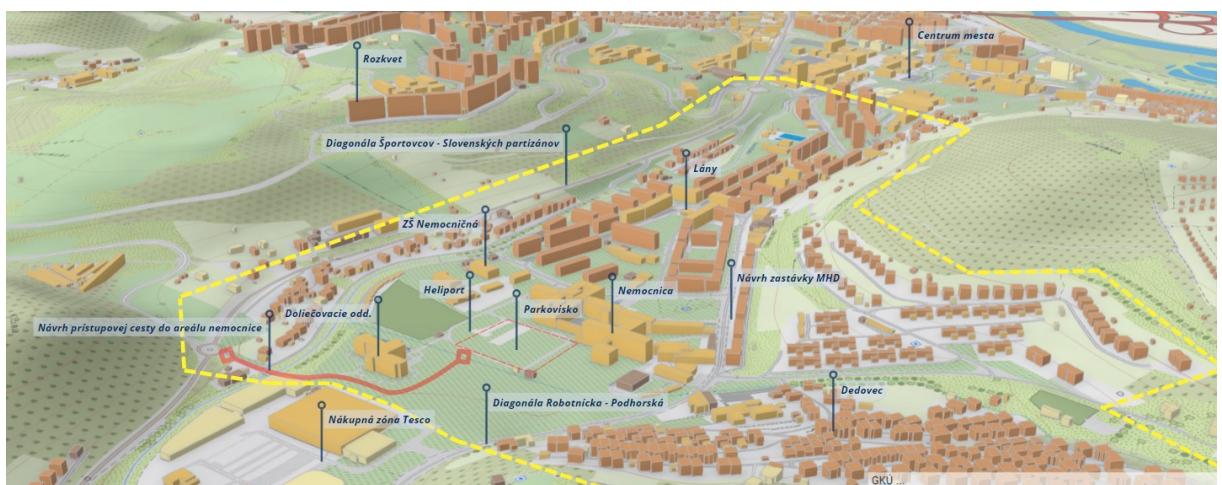 Centrum mesta
Rozkvet
Diagonála Športovcov - Slovenských partizánov
Lány
ZŠ Nemocničná
Návrh zastávky MHD
Heliport
Nemocnica
Parkovisko
Doliečovacie odd.
Návrh prístupovej cesty do areálu nemocnice
Dedovec
Diagonála Robotnícka - Podhorská
Nákupná zóna Tesco
GKÚ ...